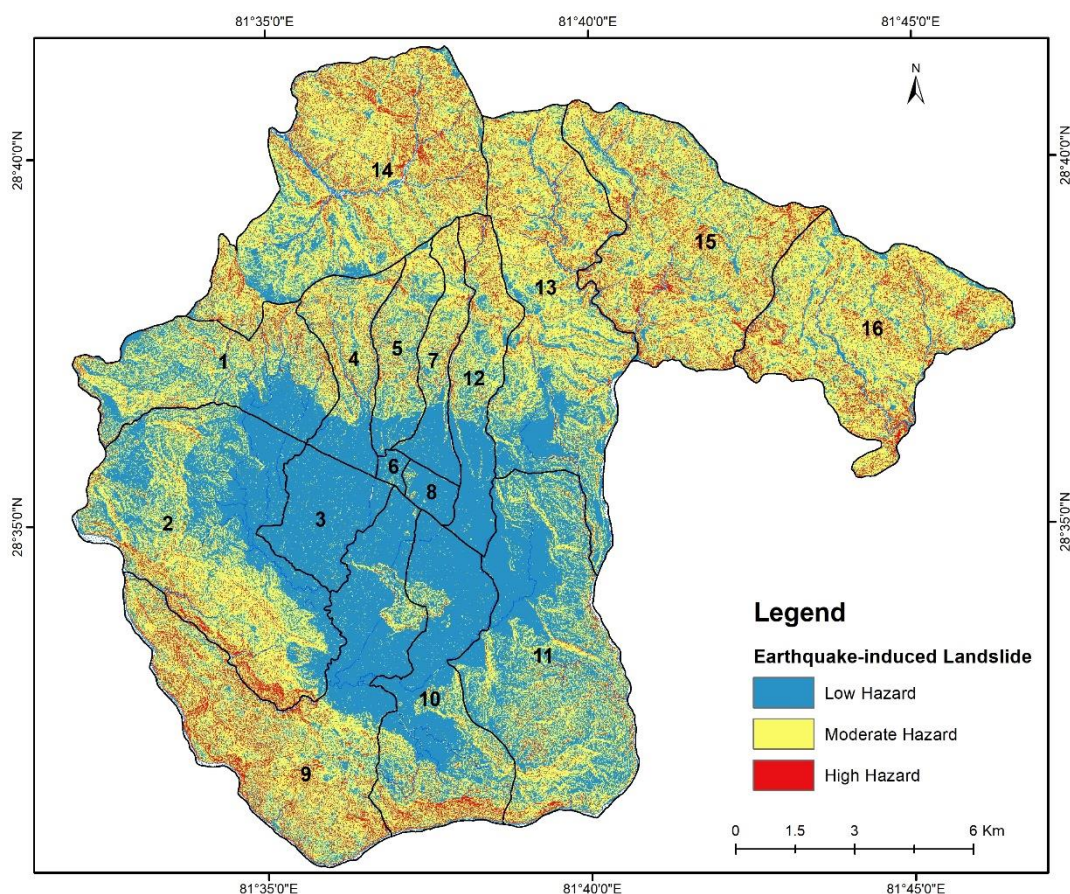 81°35'0"E 81°40'0"E 81°45'0"E
N
28°40'0"N 28°40'0"N
14
15
13
16
1 4 5 7 12
6
8
2 3
28°35'0"N 28°35'0"N
11
10
9
Legend
Earthquake-induced Landslide
Low Hazard
Moderate Hazard
High Hazard
0 1.5 3 6 Km
81°35'0"E 81°40'0"E 81°45'0"E